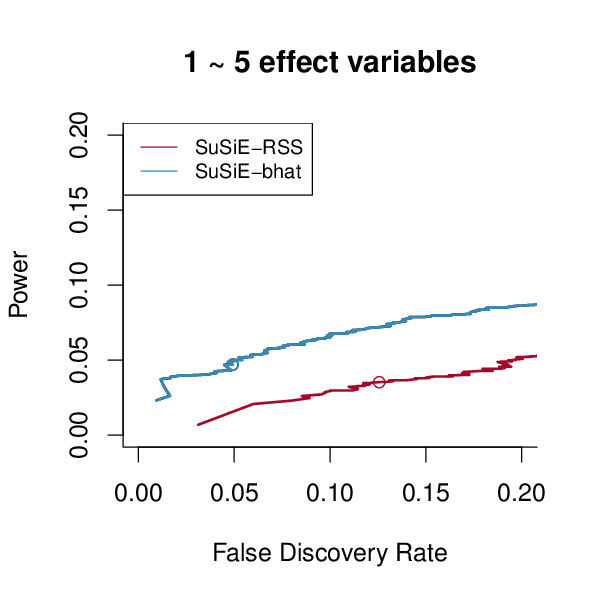 1 ~ 5 effect variables
SuSiE−RSS
SuSiE−bhat
Power
0.20
0.15
0.10
0.05
0.00
0.00 0.05 0.10 0.15 0.20
False Discovery Rate